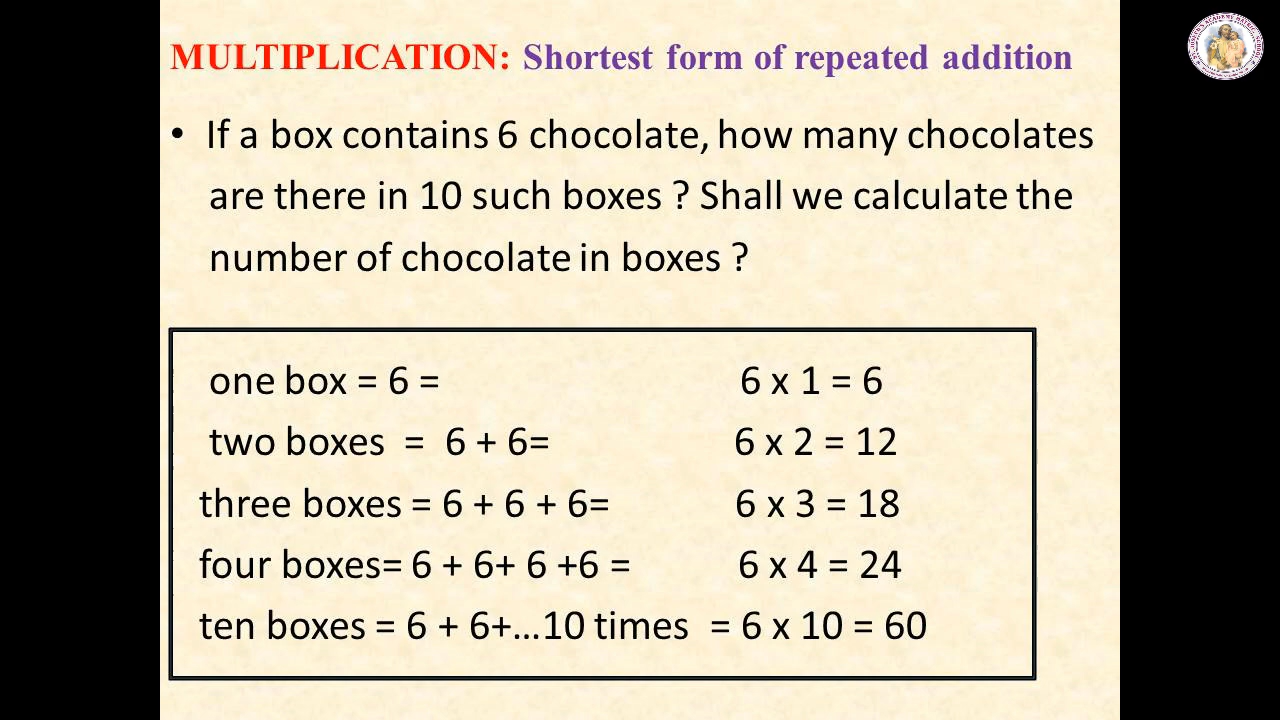 MULTIPLICATION: Shortest form of repeated addition
• If a box contains 6 chocolate, how many chocolates
are there in 10 such boxes ? Shall we calculate the
number of chocolate in boxes ?
one box = 6 = 6 x 1 = 6
two boxes = 6 + 6= 6 x 2 = 12
three boxes = 6 + 6 + 6= 6 x 3 = 18
four boxes= 6 + 6+ 6 +6 = 6 x 4 = 24
ten boxes = 6 + 6+...10 times = 6 x 10 = 60